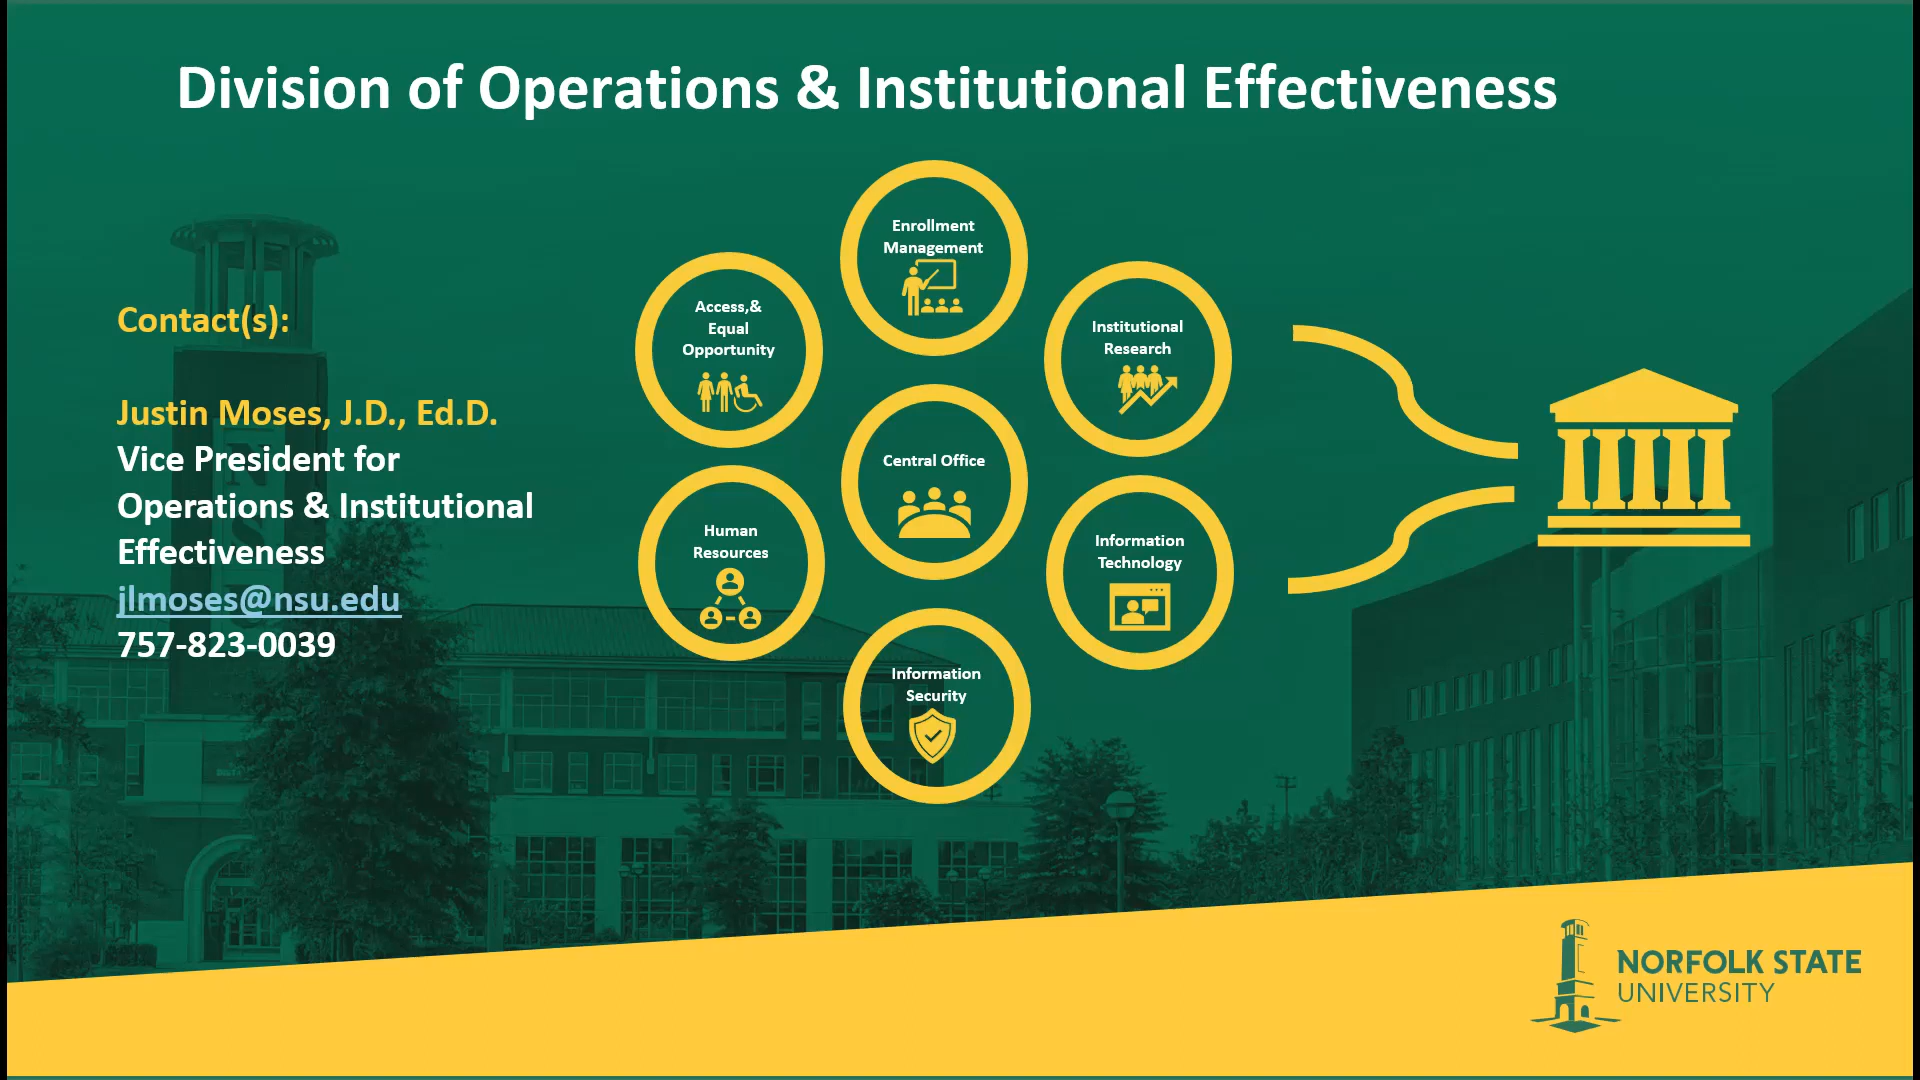 Division of Operations & Institutional Effectiveness
Contact(s):
Justin Moses, J.D., Ed.D.
Vice President for
Operations & Institutional
Effectiveness
jlmoses@nsu.edu
757-823-0039
Enrollment
Management
Access,&
Equal
Opportunity
Institutional
Research
Central Office
Human
Resources
Information
Technology
Information
Security
NORFOLK STATE
UNIVERSITY